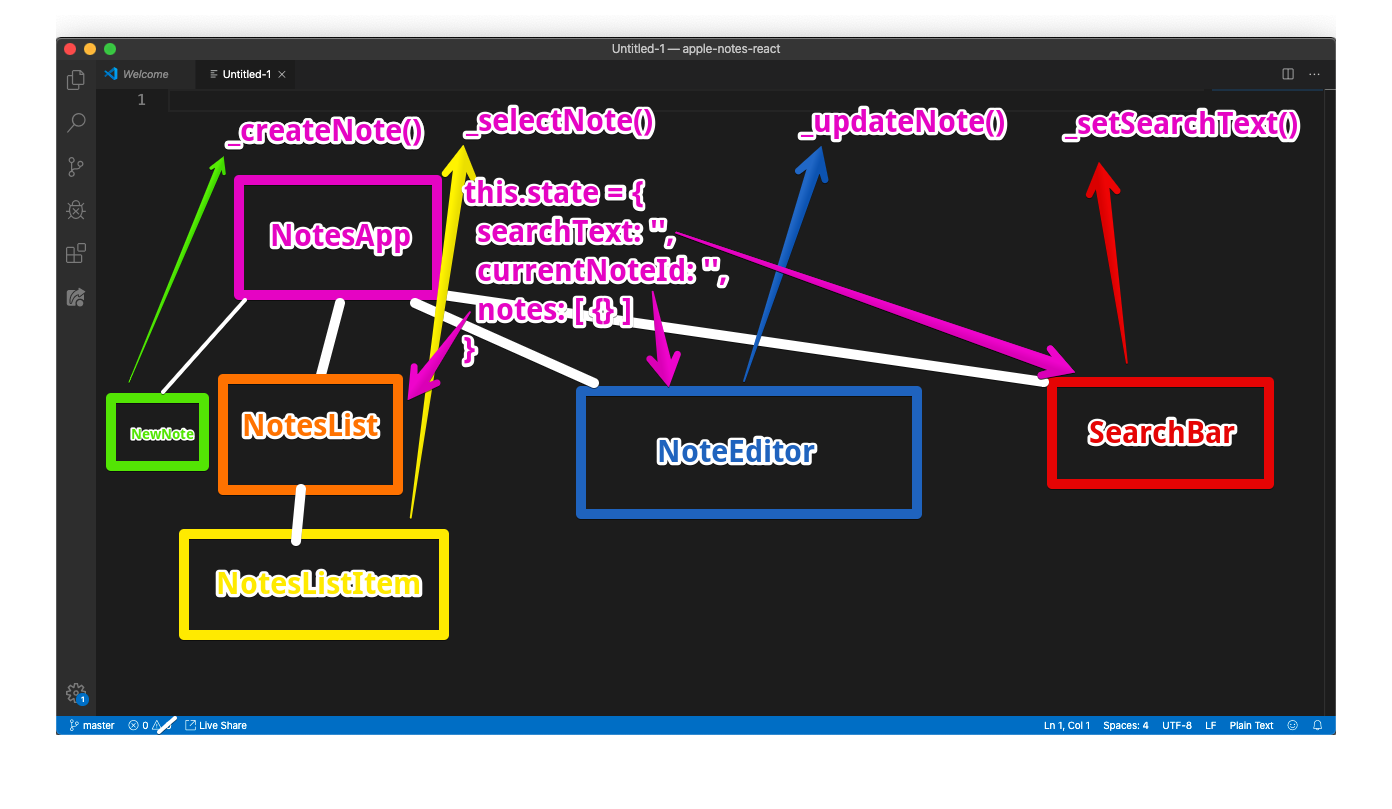 Untitled-1 — apple-notes-react
Welcome
Untitled-1
1
_createNote()
_selectNote()
_updateNote()
_setSearchText()
this.state = {
searchText: '',
currentNoteId: '',
notes: [ {} ]
}
NotesApp
NewNote
NotesList
NoteEditor
SearchBar
NotesListItem
1
master
0
Live Share
Ln 1, Col 1
Spaces: 4
UTF-8
LF
Plain Text